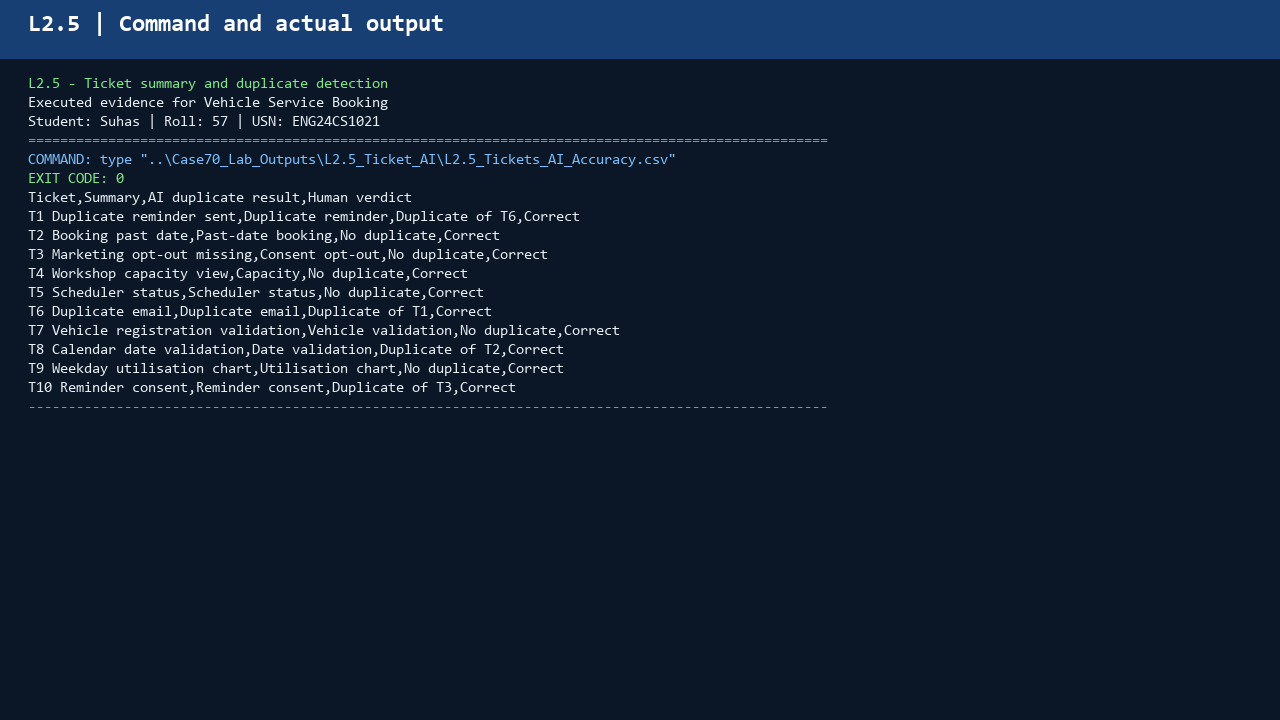 L2.5 | Command and actual output
L2.5 - Ticket summary and duplicate detection
Executed evidence for Vehicle Service Booking
Student: Suhas | Roll: 57 | USN: ENG24CS1021
====================================================================================================
COMMAND: type "..\Case70_Lab_Outputs\L2.5_Ticket_AI\L2.5_Tickets_AI_Accuracy.csv"
EXIT CODE: 0
Ticket,Summary,AI duplicate result,Human verdict
T1 Duplicate reminder sent,Duplicate reminder,Duplicate of T6,Correct
T2 Booking past date,Past-date booking,No duplicate,Correct
T3 Marketing opt-out missing,Consent opt-out,No duplicate,Correct
T4 Workshop capacity view,Capacity,No duplicate,Correct
T5 Scheduler status,Scheduler status,No duplicate,Correct
T6 Duplicate email,Duplicate email,Duplicate of T1,Correct
T7 Vehicle registration validation,Vehicle validation,No duplicate,Correct
T8 Calendar date validation,Date validation,Duplicate of T2,Correct
T9 Weekday utilisation chart,Utilisation chart,No duplicate,Correct
T10 Reminder consent,Reminder consent,Duplicate of T3,Correct
----------------------------------------------------------------------------------------------------